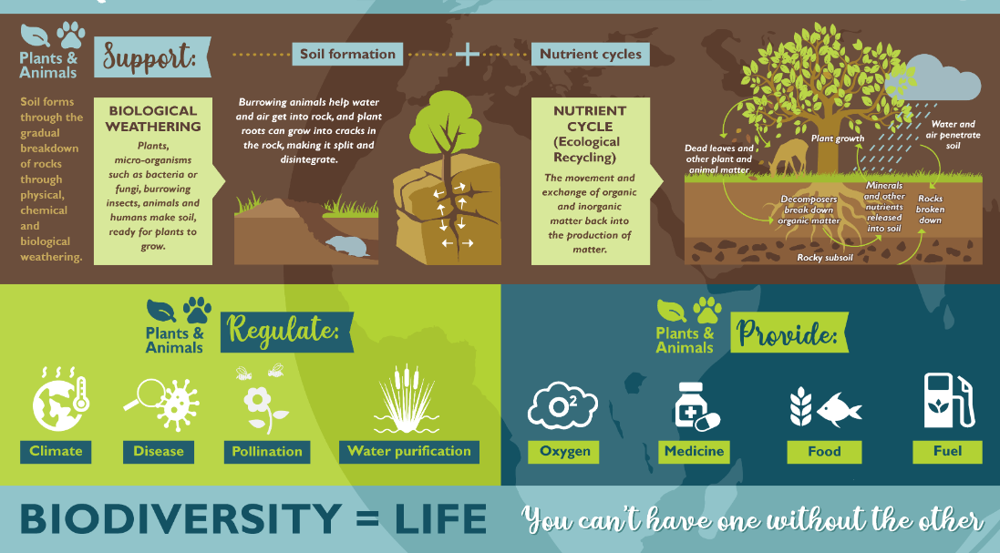 Plants &
Animals
Support:
Soil formation
+
Nutrient cycles
Soil forms
through the
gradual
breakdown
of rocks
through
physical,
chemical
and
biological
weathering.
BIOLOGICAL
WEATHERING
Plants,
micro-organisms
such as bacteria or
fungi, burrowing
insects, animals and
humans make soil,
ready for plants to
grow.
Burrowing animals help water
and air get into rock, and plant
roots can grow into cracks in
the rock, making it split and
disintegrate.
NUTRIENT
CYCLE
(Ecological
Recycling)
The movement and
exchange of organic
and inorganic
matter back into
the production of
matter.
Dead leaves and
other plant and
animal matter
Plant growth
Water and
air penetrate
soil
Decomposers
break down
organic matter
Minerals
and other
nutrients
released
into soil
Rocks
broken
down
Rocky subsoil
Plants &
Animals
Regulate:
Climate
Disease
Pollination
Water purification
Plants &
Animals
Provide:
O2
Oxygen
Medicine
Food
Fuel
BIODIVERSITY = LIFE
You can't have one without the other